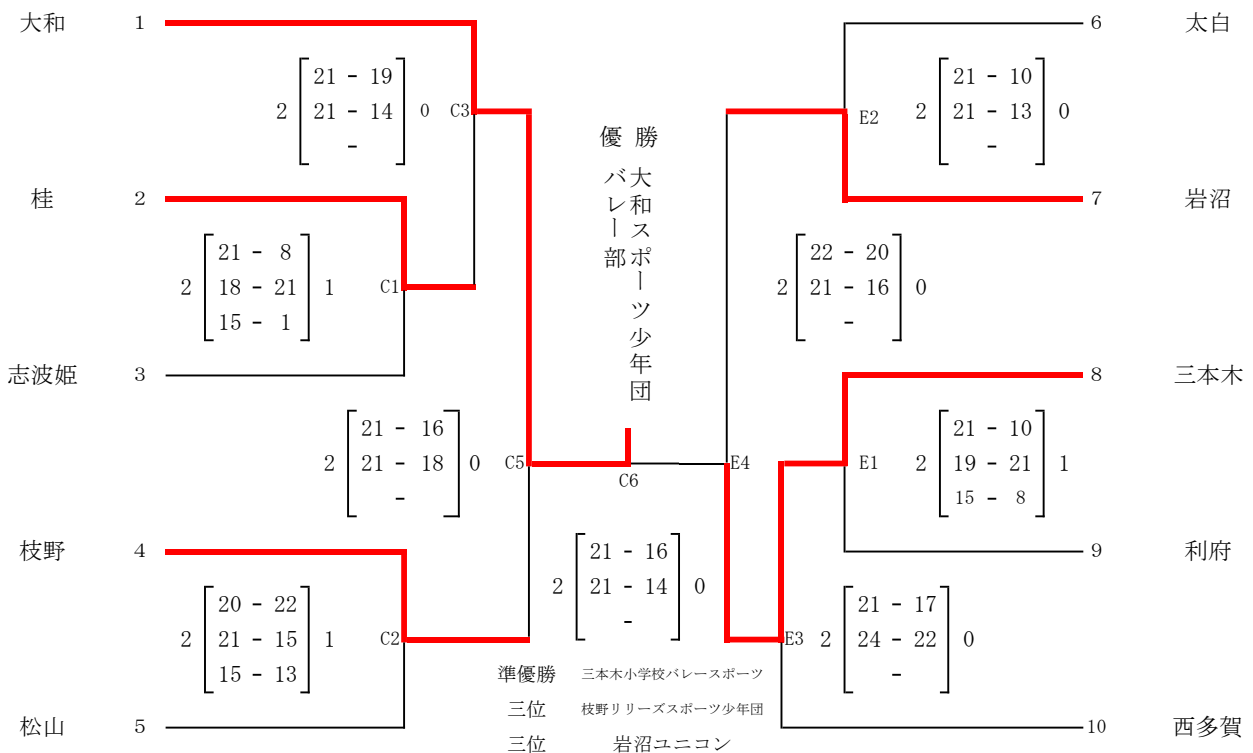 大和 1
21 - 19
2 21 - 14 0
-
C3
桂 2
21 - 8
2 18 - 21 1
15 - 1
C1
志波姫 3
21 - 16
2 21 - 18 0
-
C5
枝野 4
20 - 22
2 21 - 15 1
15 - 13
C2
松山 5
優 勝
大和スポーツ少年団
バレー部
C6
21 - 16
2 21 - 14 0
-
準優勝 三本木小学校バレースポーツ
三位 枝野リリーズスポーツ少年団
三位 岩沼ユニコン
6 太白
21 - 10
E2 2 21 - 13 0
-
7 岩沼
22 - 20
2 21 - 16 0
-
E4
8 三本木
21 - 10
E1 2 19 - 21 1
15 - 8
9 利府
21 - 17
E3 2 24 - 22 0
-
10 西多賀